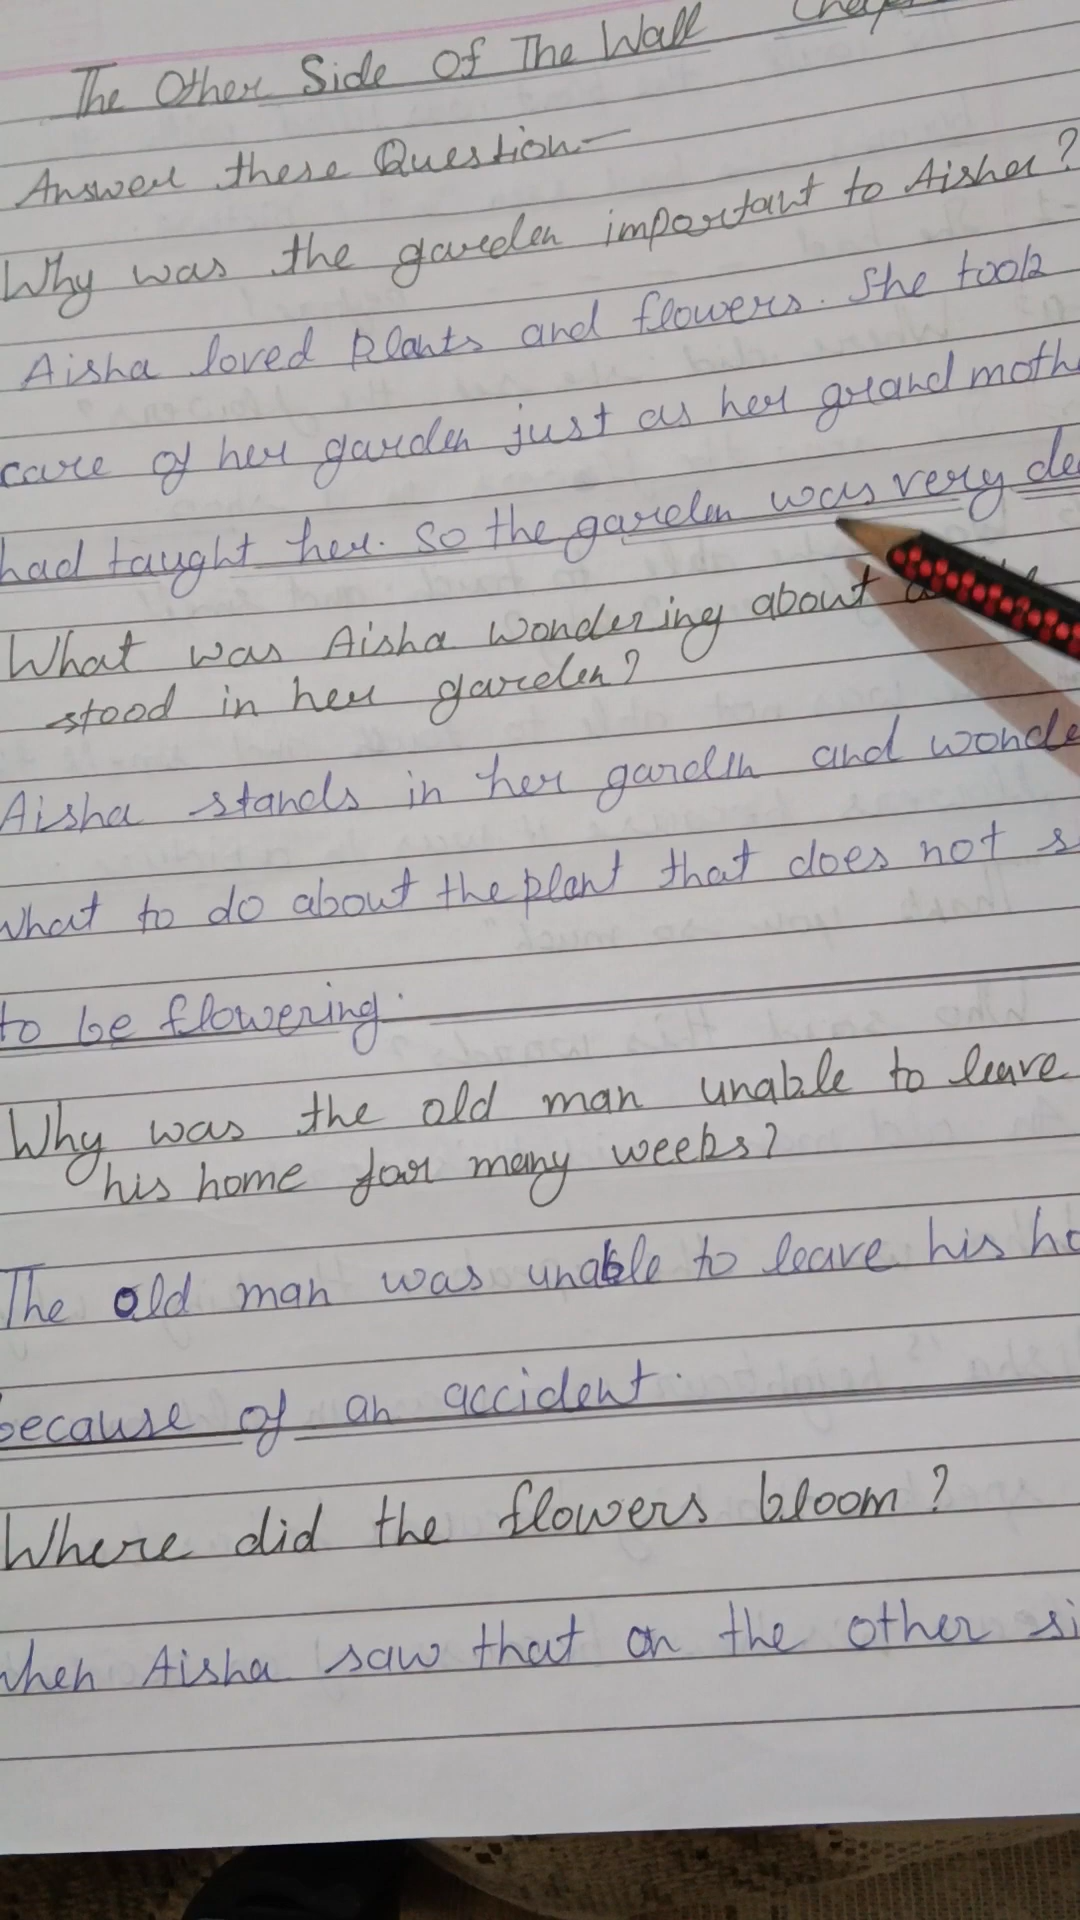 The Other Side Of The Wall
Answer these Question-
Why was the garden important to Aisha?
Aisha loved plants and flowers. She took
care of her garden just as her grand moth
had taught her. So the garden was very de
What was Aisha wondering about
stood in her garden?
Aisha stands in her garden and wonde
what to do about the plant that does not s
to be flowering.
Why was the old man unable to leave
his home for many weeks?
The old man was unable to leave his ho
because of an accident.
Where did the flowers bloom?
when Aisha saw that on the other si